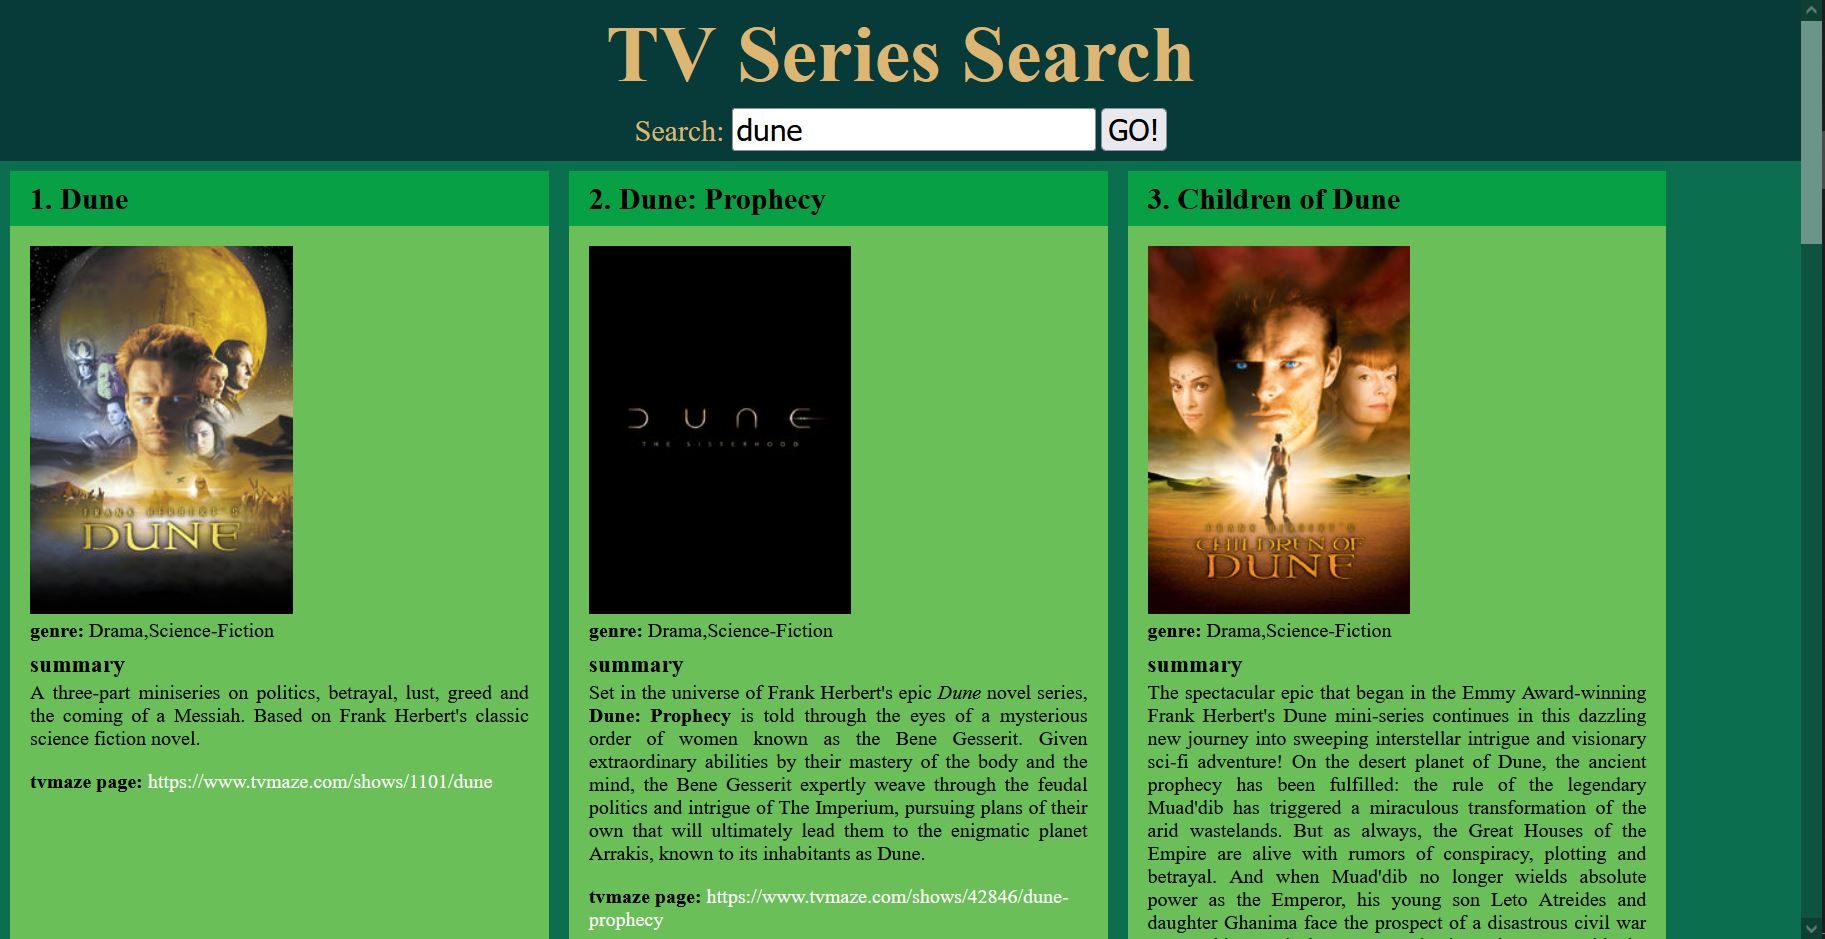 TV Series Search
Search: dune GO!
1. Dune
FRANK HERBERT'S
DUNE
genre: Drama,Science-Fiction
summary
A three-part miniseries on politics, betrayal, lust, greed and
the coming of a Messiah. Based on Frank Herbert's classic
science fiction novel.
tvmaze page: https://www.tvmaze.com/shows/1101/dune
2. Dune: Prophecy
DUNE
THE SISTERHOOD
genre: Drama,Science-Fiction
summary
Set in the universe of Frank Herbert's epic Dune novel series,
Dune: Prophecy is told through the eyes of a mysterious
order of women known as the Bene Gesserit. Given
extraordinary abilities by their mastery of the body and the
mind, the Bene Gesserit expertly weave through the feudal
politics and intrigue of The Imperium, pursuing plans of their
own that will ultimately lead them to the enigmatic planet
Arrakis, known to its inhabitants as Dune.
tvmaze page: https://www.tvmaze.com/shows/42846/dune-
prophecy
3. Children of Dune
FRANK HERBERT'S
CHILDREN OF
DUNE
genre: Drama,Science-Fiction
summary
The spectacular epic that began in the Emmy Award-winning
Frank Herbert's Dune mini-series continues in this dazzling
new journey into sweeping interstellar intrigue and visionary
sci-fi adventure! On the desert planet of Dune, the ancient
prophecy has been fulfilled: the rule of the legendary
Muad'dib has triggered a miraculous transformation of the
arid wastelands. But as always, the Great Houses of the
Empire are alive with rumors of conspiracy, plotting and
betrayal. And when Muad'dib no longer wields absolute
power as the Emperor, his young son Leto Atreides and
daughter Ghanima face the prospect of a disastrous civil war